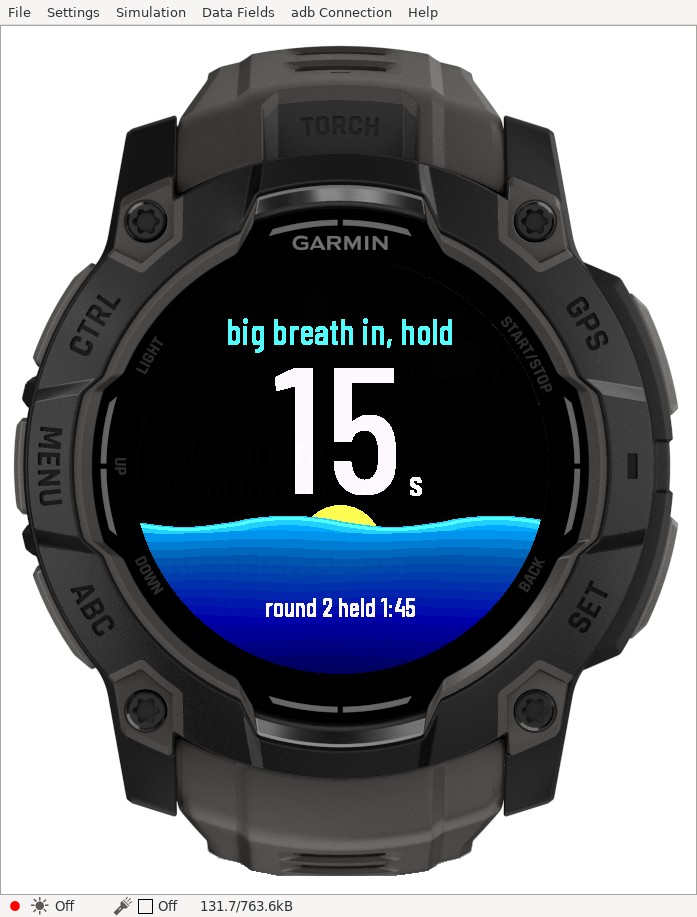 File Settings Simulation Data Fields adb Connection Help
TORCH
GARMIN
CTRL
GPS
LIGHT
START/STOP
big breath in, hold
15 s
MENU
UP
DOWN
BACK
ABC
SET
round 2 held 1:45
Off
Off
131.7/763.6kB